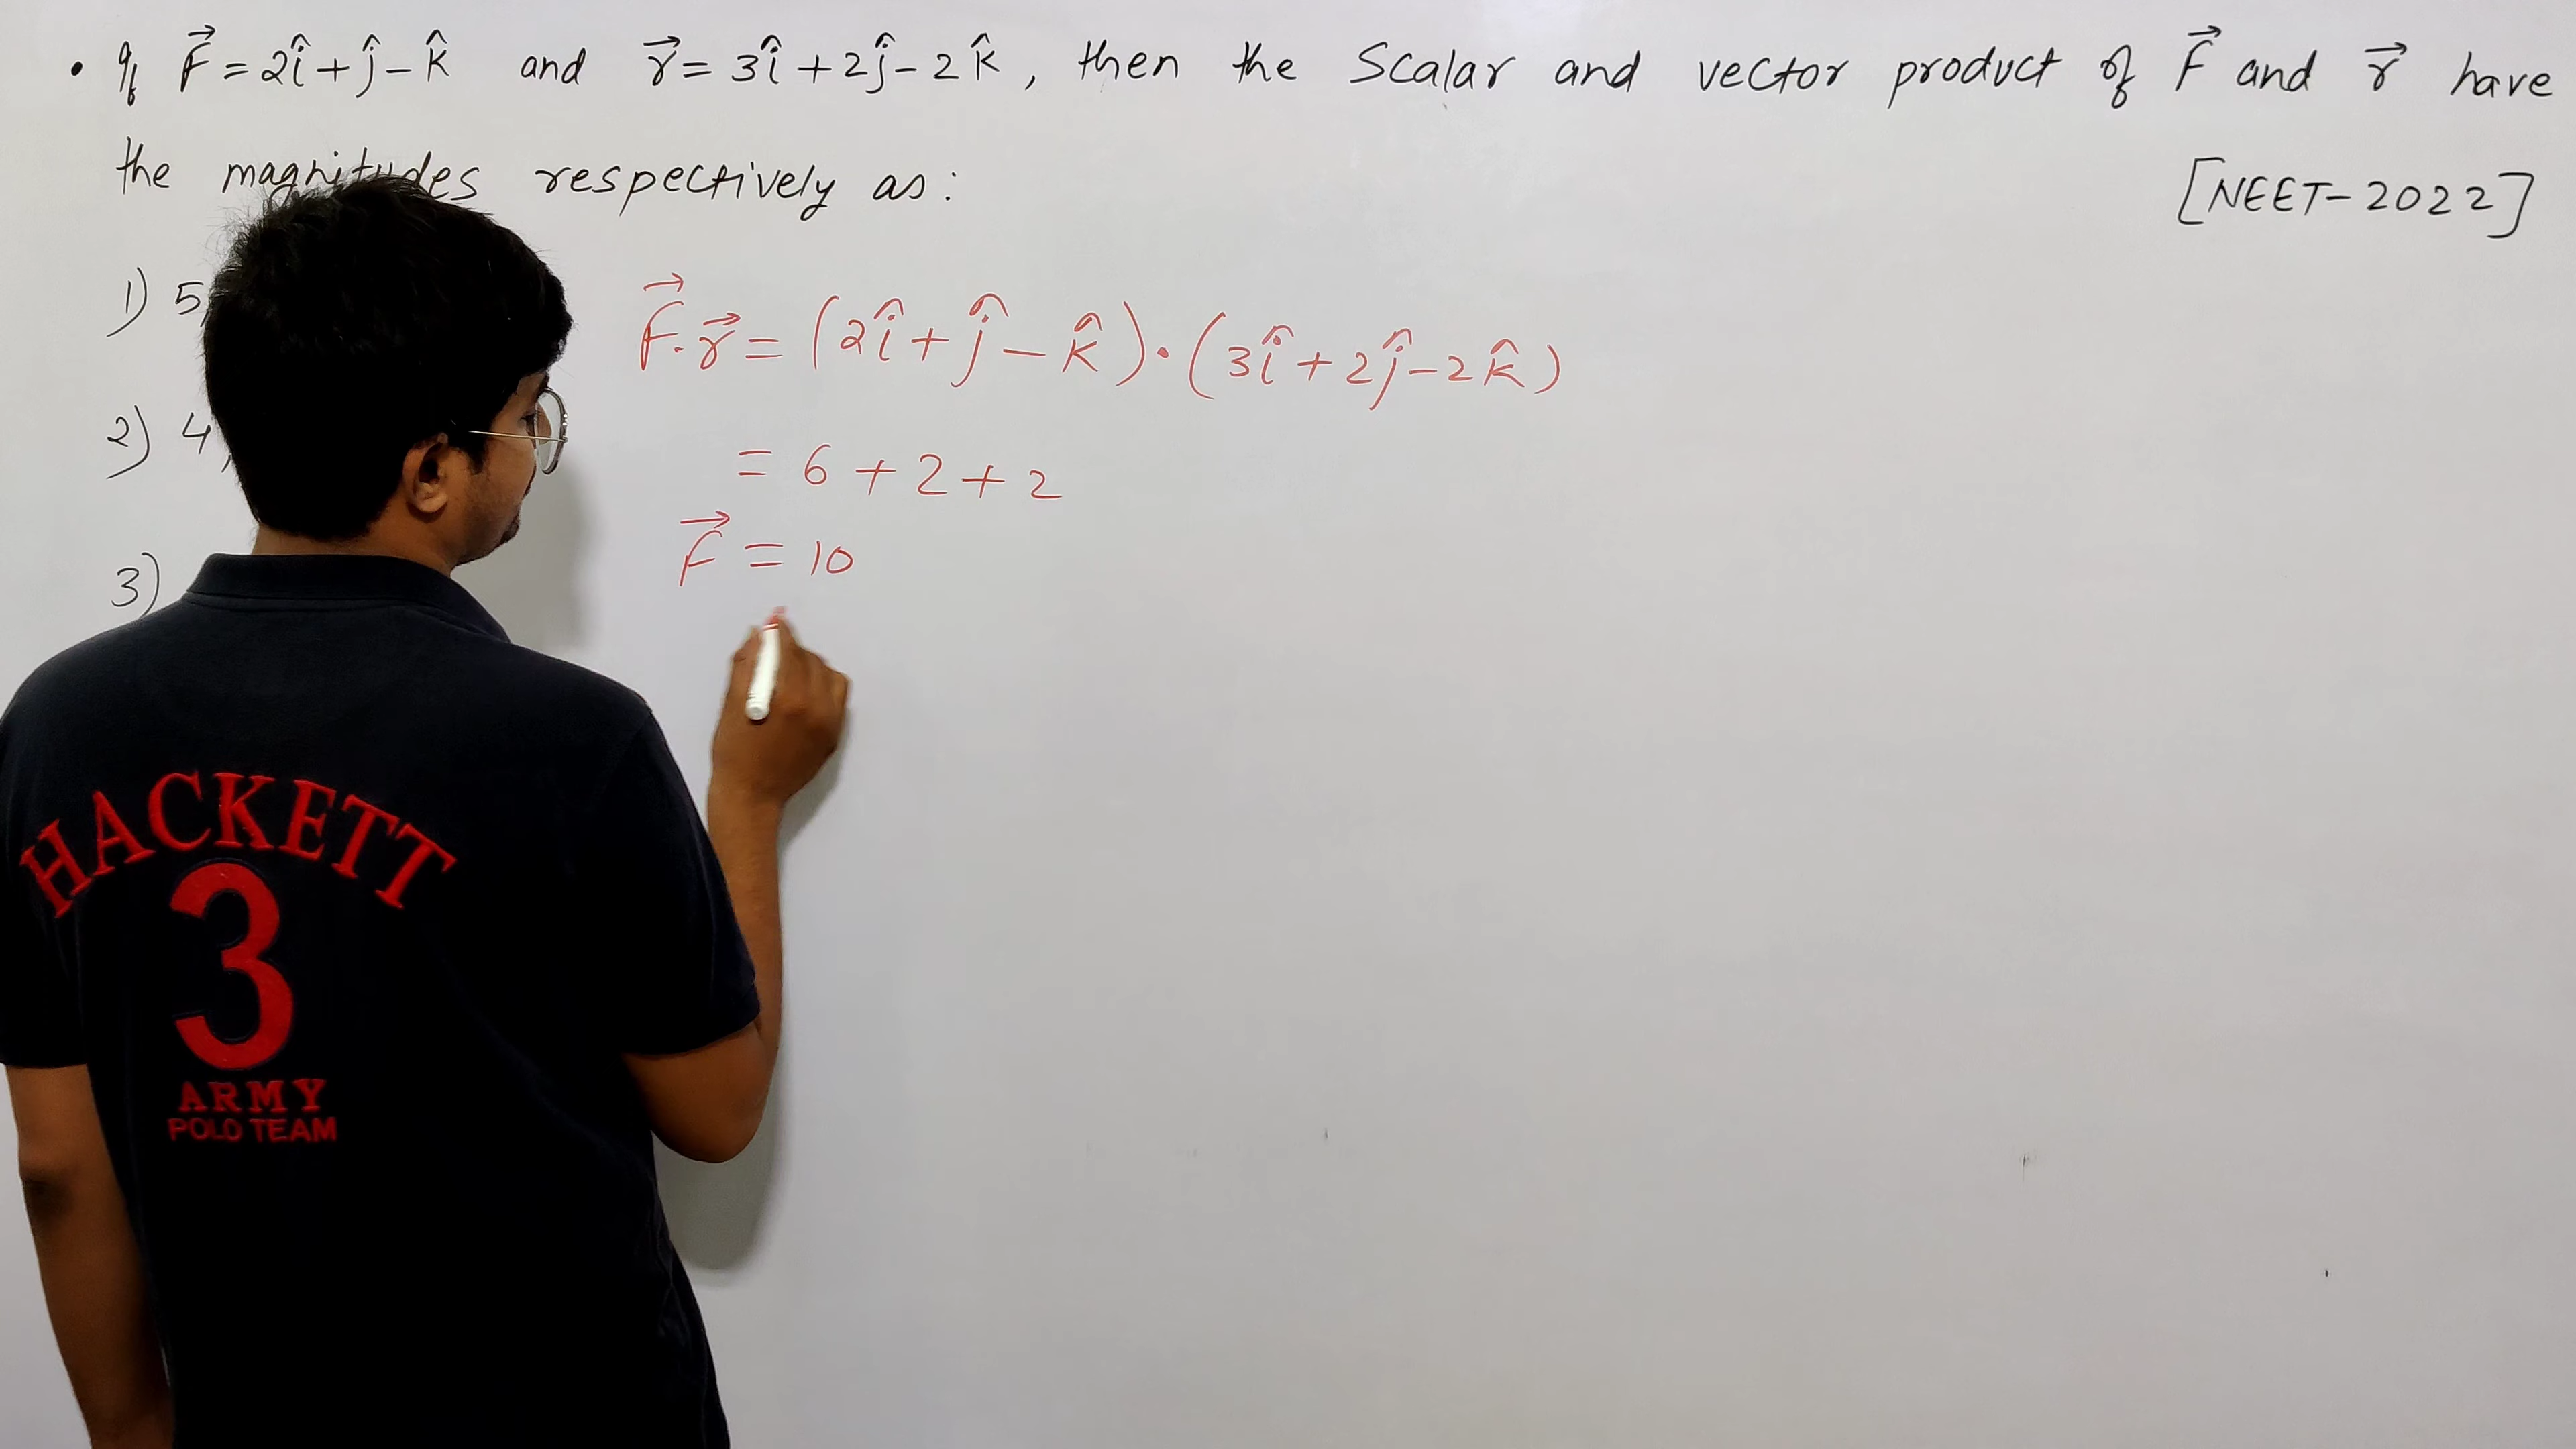 • If F⃗ = 2î + ĵ - k̂ and r⃗ = 3î + 2ĵ - 2k̂, then the Scalar and vector product of F⃗ and r⃗ have
the magnitudes respectively as:
[NEET-2022]
1) 5,
2) 4,
3)
F⃗.r⃗ = (2î + ĵ - k̂)•(3î + 2ĵ - 2k̂)
= 6 + 2 + 2
F⃗ = 10
HACKETT
3
ARMY
POLO TEAM